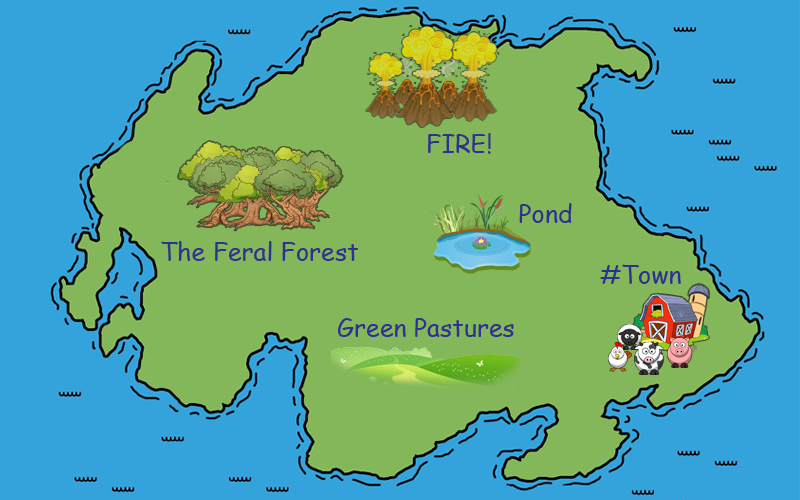 FIRE!
Pond
The Feral Forest
#Town
Green Pastures